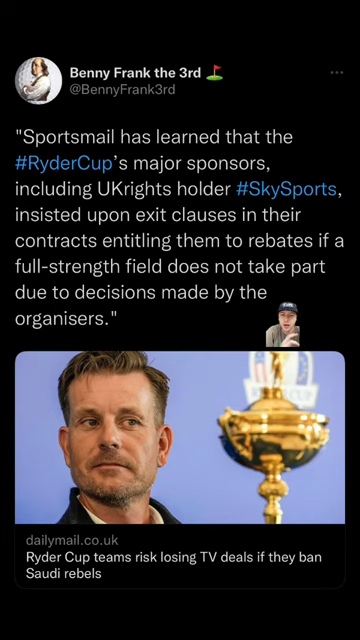 Benny Frank the 3rd ⛳
@BennyFrank3rd
"Sportsmail has learned that the
#RyderCup's major sponsors,
including UKrights holder #SkySports,
insisted upon exit clauses in their
contracts entitling them to rebates if a
full-strength field does not take part
due to decisions made by the
organisers."
dailymail.co.uk
Ryder Cup teams risk losing TV deals if they ban
Saudi rebels